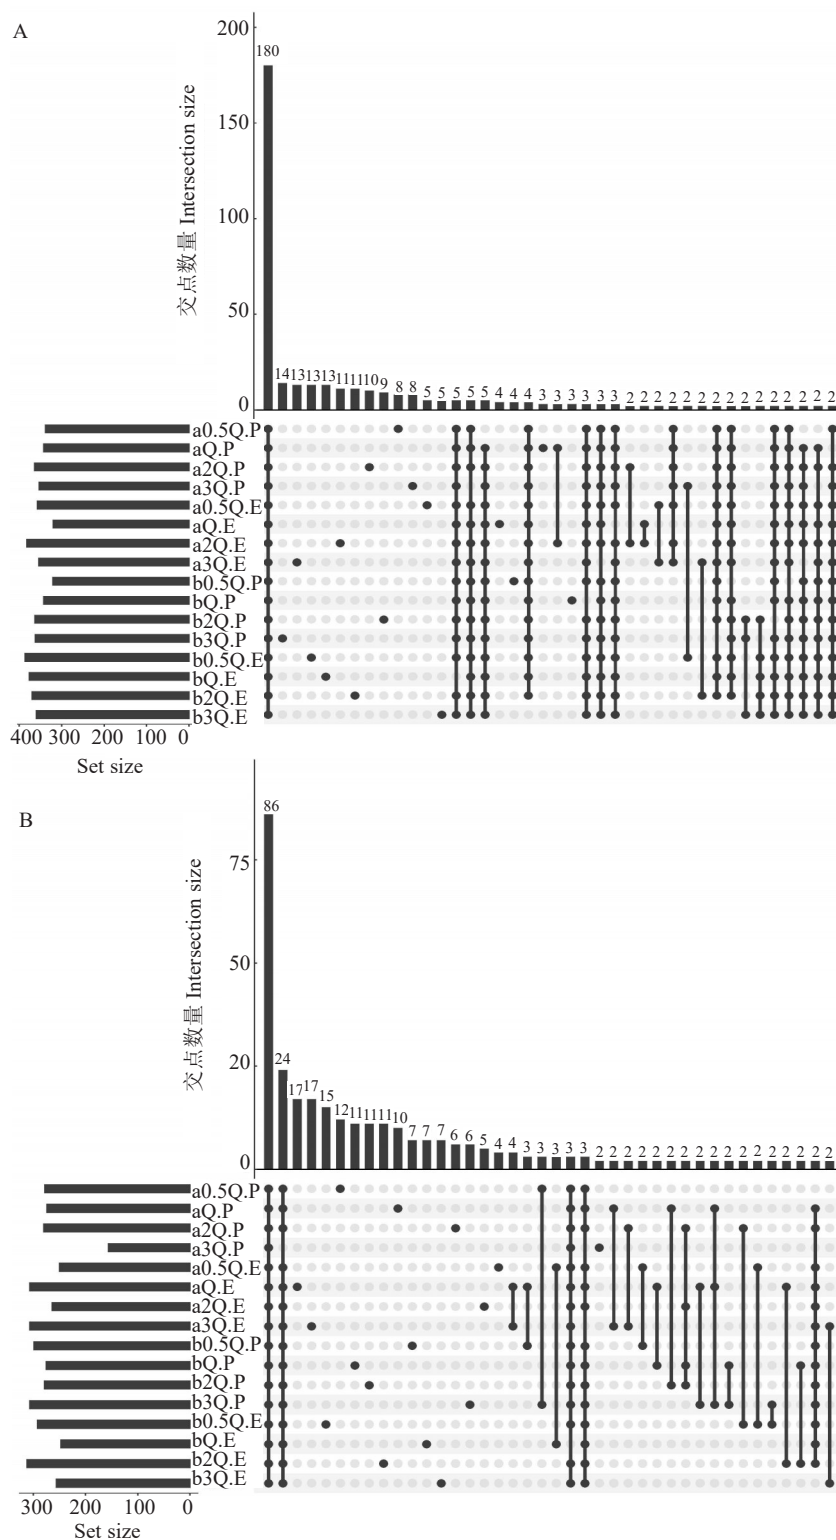 A
200
150
100
50
0
交点数量 Intersection size
180
14 13 13 13 11 11 10 9 8 8 5 5 5 5 5 4 4 4 3 3 3 3 3 3 2 2 2 2 2 2 2 2 2 2 2 2 2 2 2
a0.5Q.P
aQ.P
a2Q.P
a3Q.P
a0.5Q.E
aQ.E
a2Q.E
a3Q.E
b0.5Q.P
bQ.P
b2Q.P
b3Q.P
b0.5Q.E
bQ.E
b2Q.E
b3Q.E
400 300 200 100 0
Set size
B
75
50
20
0
交点数量 Intersection size
86
24
17 17 15 12 11 11 11 10 7 7 7 6 6 5 4 4 3 3 3 3 3 2 2 2 2 2 2 2 2 2 2 2 2 2 2 2 2 2
a0.5Q.P
aQ.P
a2Q.P
a3Q.P
a0.5Q.E
aQ.E
a2Q.E
a3Q.E
b0.5Q.P
bQ.P
b2Q.P
b3Q.P
b0.5Q.E
bQ.E
b2Q.E
b3Q.E
300 200 100 0
Set size